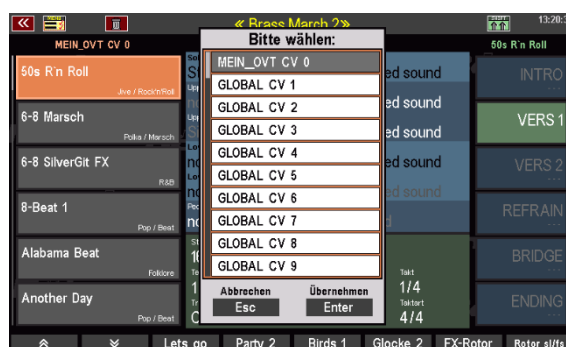 « Brass March 2»
13:20:
MEIN_OVT CV 0
50s R'n Roll
Jive / Rock'n'Roll
6-8 Marsch
Polka / Marsch
6-8 SilverGit FX
R&B
8-Beat 1
Pop / Beat
Alabama Beat
Folklore
Another Day
Pop / Beat
Bitte wählen:
MEIN_OVT CV 0
GLOBAL CV 1
GLOBAL CV 2
GLOBAL CV 3
GLOBAL CV 4
GLOBAL CV 5
GLOBAL CV 6
GLOBAL CV 7
GLOBAL CV 8
GLOBAL CV 9
Abbrechen Übernehmen
Esc Enter
ed sound
ed sound
ed sound
ed sound
ed sound
Takt
1/4
Taktart
4/4
50s R'n Roll
INTRO
VERS 1
VERS 2
REFRAIN
BRIDGE
ENDING
Lets go Party 2 Birds 1 Glocke 2 FX-Rotor Rotor sl/fs